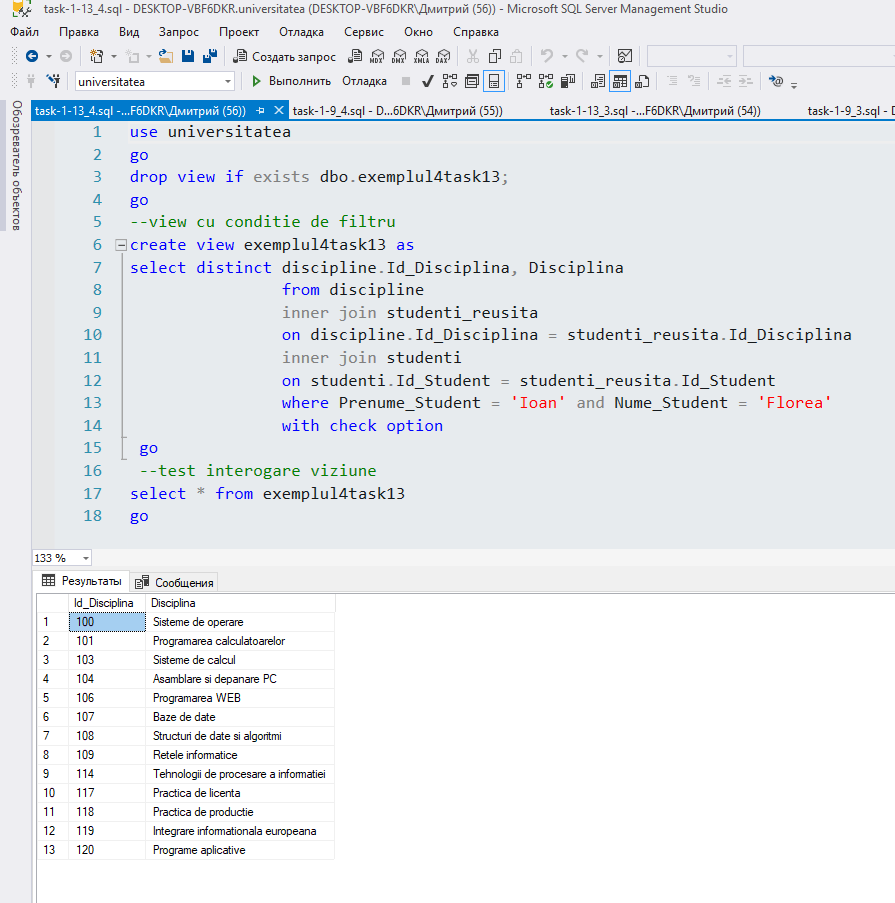 task-1-13_4.sql - DESKTOP-VBF6DKR.universitatea (DESKTOP-VBF6DKR\Дмитрий (56)) - Microsoft SQL Server Management Studio
Файл Правка Вид Запрос Проект Отладка Сервис Окно Справка
Создать запрос MDX DMX XMLA DAX
universitatea Выполнить Отладка
Обозреватель объектов
task-1-13_4.sql -...F6DKR\Дмитрий (56)) task-1-9_4.sql - D...6DKR\Дмитрий (55)) task-1-13_3.sql -...F6DKR\Дмитрий (54)) task-1-9_3.sql - D
1 use universitatea
2 go
3 drop view if exists dbo.exemplul4task13;
4 go
5 --view cu conditie de filtru
6 create view exemplul4task13 as
7 select distinct discipline.Id_Disciplina, Disciplina
8 from discipline
9 inner join studenti_reusita
10 on discipline.Id_Disciplina = studenti_reusita.Id_Disciplina
11 inner join studenti
12 on studenti.Id_Student = studenti_reusita.Id_Student
13 where Prenume_Student = 'Ioan' and Nume_Student = 'Florea'
14 with check option
15 go
16 --test interogare viziune
17 select * from exemplul4task13
18 go
133 %
Результаты Сообщения
Id_Disciplina Disciplina
1 100 Sisteme de operare
2 101 Programarea calculatoarelor
3 103 Sisteme de calcul
4 104 Asamblare si depanare PC
5 106 Programarea WEB
6 107 Baze de date
7 108 Structuri de date si algoritmi
8 109 Retele informatice
9 114 Tehnologii de procesare a informatiei
10 117 Practica de licenta
11 118 Practica de productie
12 119 Integrare informationala europeana
13 120 Programe aplicative